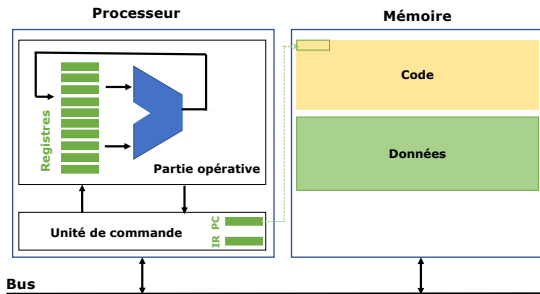 Processeur
Mémoire
Registres
Partie opérative
Unité de commande
IR PC
Code
Données
Bus